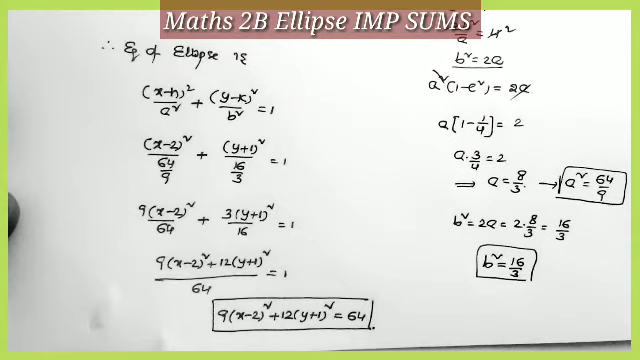 Maths 2B Ellipse IMP SUMS
∴ Eq of Ellipse is
(x-h)²/a² + (y-k)²/b² = 1
(x-2)²/(64/9) + (y+1)²/(16/3) = 1
9(x-2)²/64 + 3(y+1)²/16 = 1
(9(x-2)²+12(y+1)²)/64 = 1
9(x-2)²+12(y+1)² = 64.
/a = 4²
b² = 2a
a²(1-e²) = 2a
a[1-1/4] = 2
a·3/4 = 2
⟹ a = 8/3. → a² = 64/9
b² = 2a = 2·8/3 = 16/3
b² = 16/3